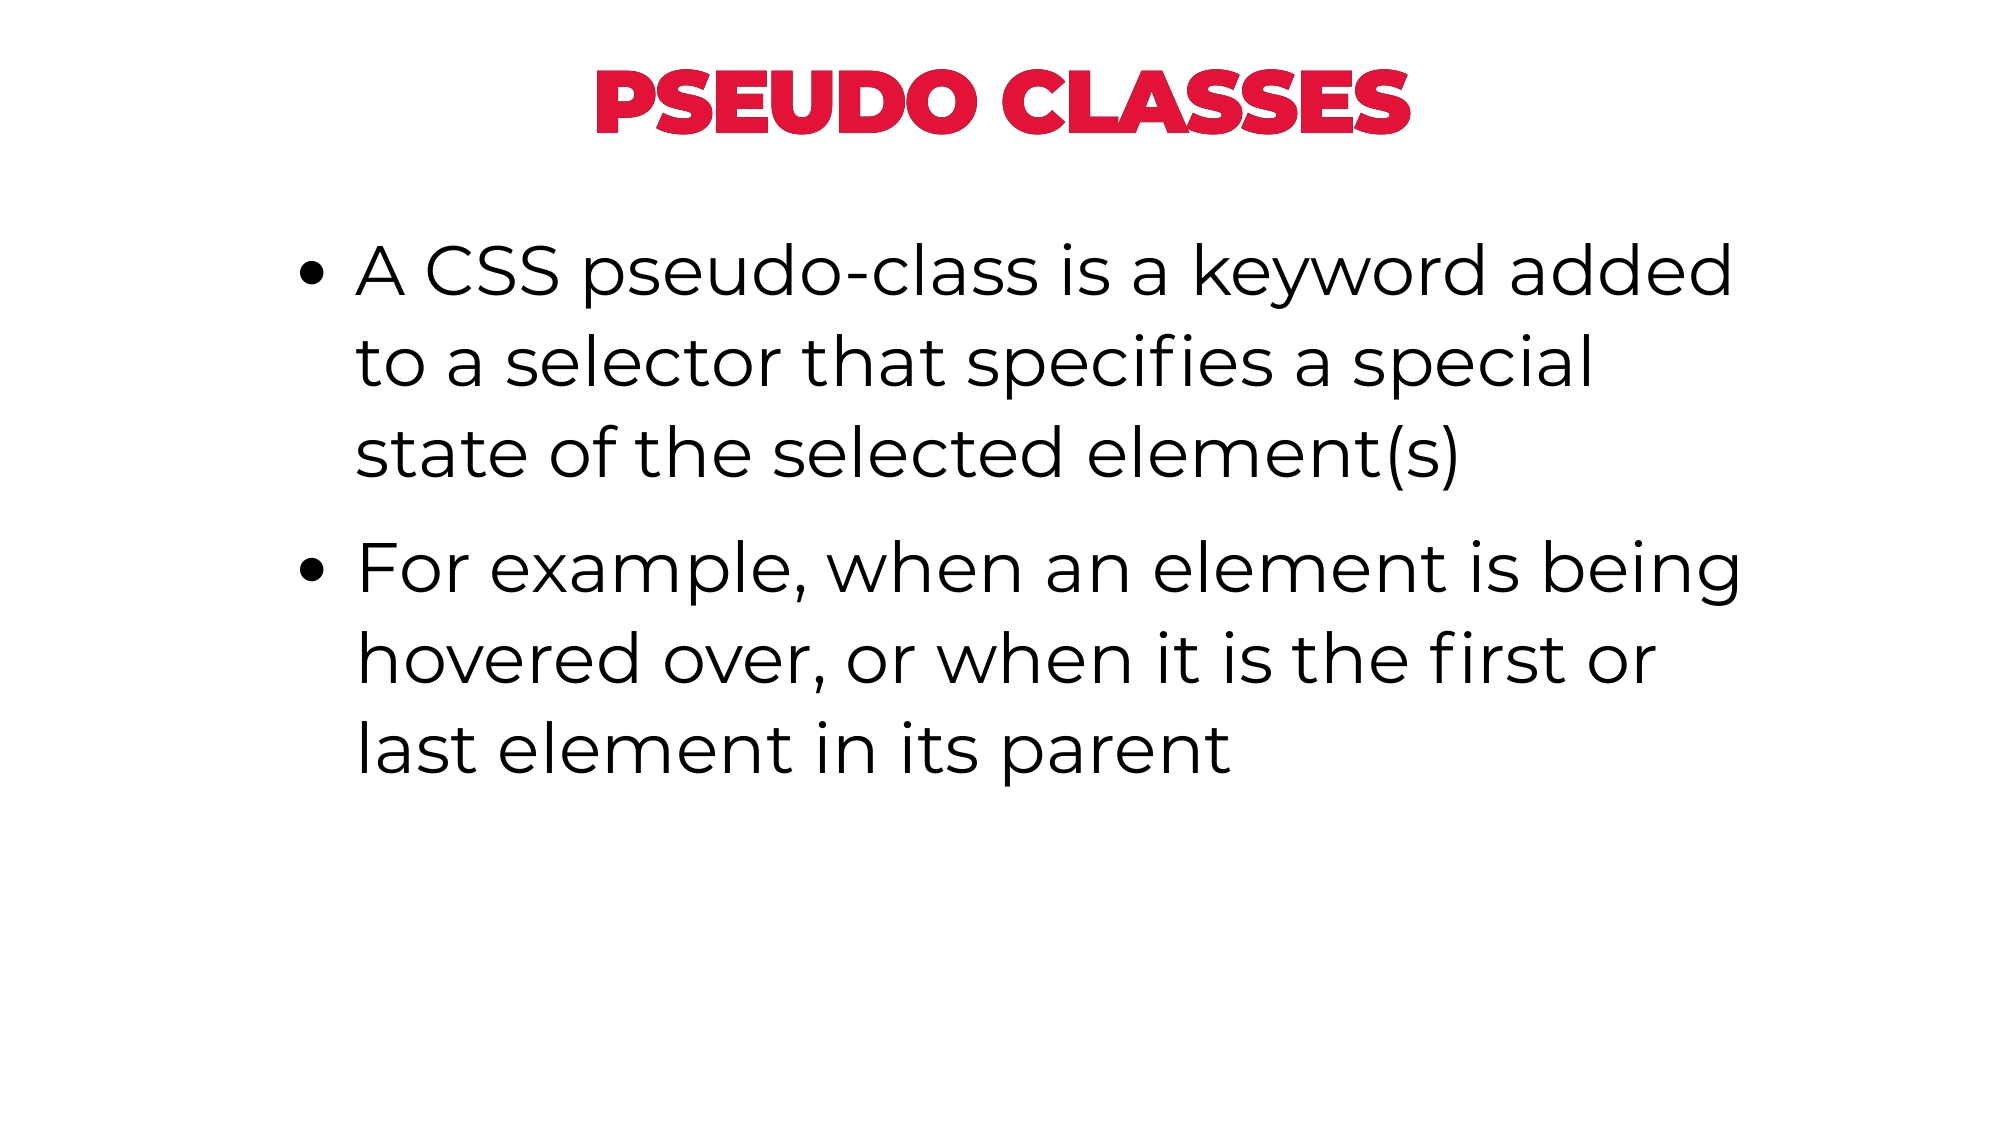 PSEUDO CLASSES
• A CSS pseudo-class is a keyword added
to a selector that specifies a special
state of the selected element(s)
• For example, when an element is being
hovered over, or when it is the first or
last element in its parent